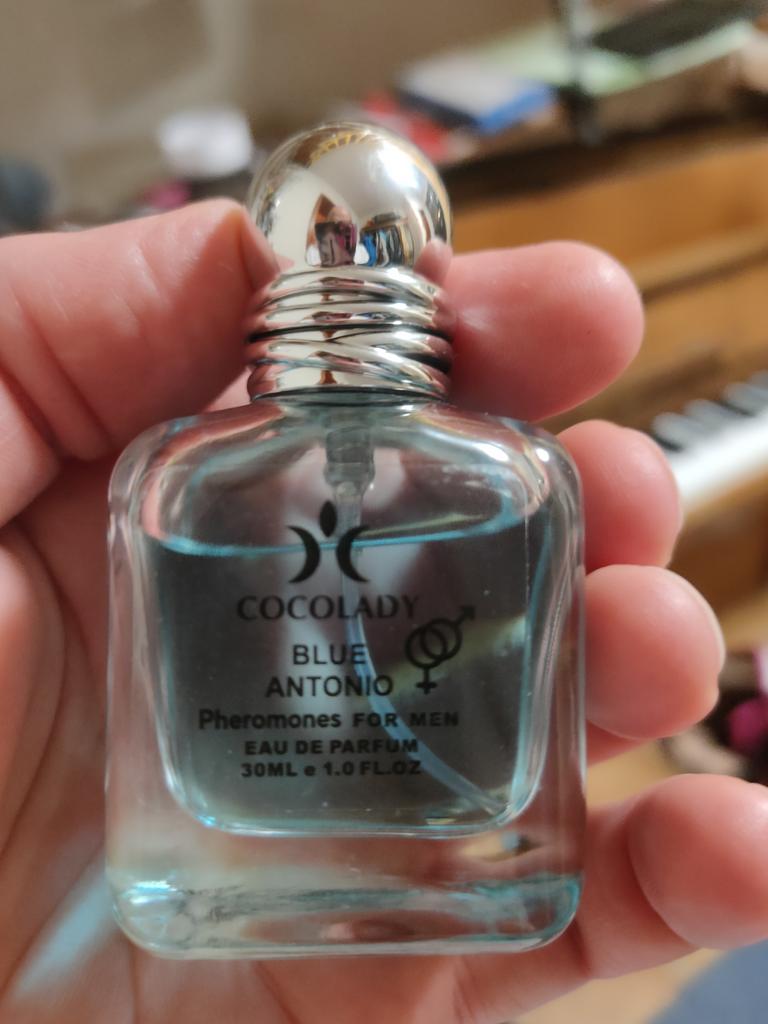 COCOLADY
BLUE
ANTONIO
Pheromones FOR MEN
EAU DE PARFUM
30ML e 1.0 FL.OZ